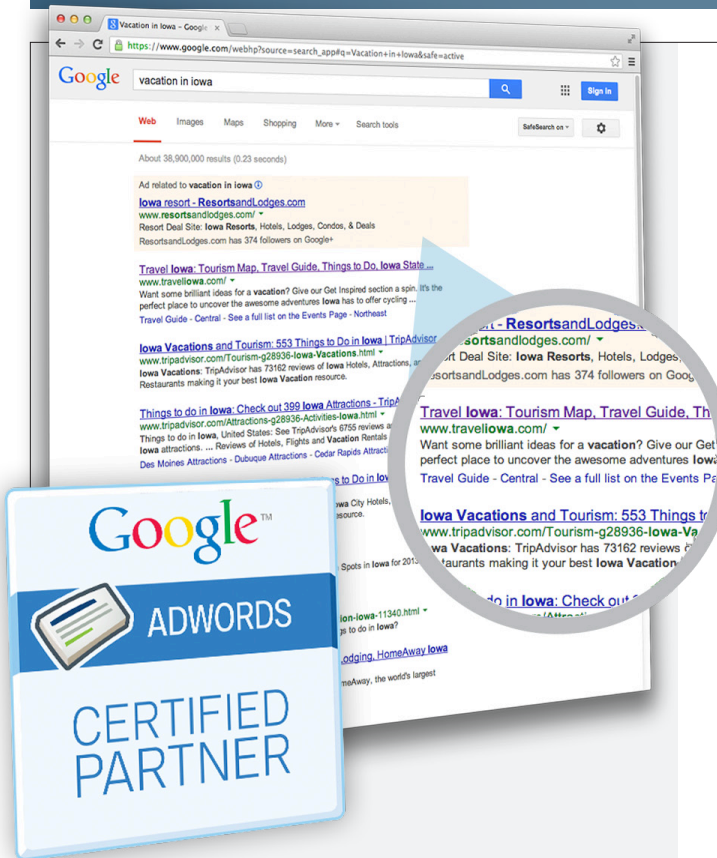 Vacation in Iowa - Google
https://www.google.com/webhp?source=search_app#q=Vacation+in+Iowa&safe=active
Google
vacation in iowa
Sign in
Web Images Maps Shopping More Search tools
SafeSearch on
About 38,900,000 results (0.23 seconds)
Ad related to vacation in iowa
Iowa resort - ResortsandLodges.com
www.resortsandlodges.com/
Resort Deal Site: Iowa Resorts, Hotels, Lodges, Condos, & Deals
ResortsandLodges.com has 374 followers on Google+
Travel Iowa: Tourism Map, Travel Guide, Things to Do, Iowa State ...
www.traveliowa.com/
Want some brilliant ideas for a vacation? Give our Get Inspired section a spin. It's the
perfect place to uncover the awesome adventures Iowa has to offer cycling ...
Travel Guide - Central - See a full list on the Events Page - Northeast
Iowa Vacations and Tourism: 553 Things to Do in Iowa | TripAdvisor
www.tripadvisor.com/Tourism-g28936-Iowa-Vacations.html
Iowa Vacations: TripAdvisor has 73162 reviews of Iowa Hotels, Attractions,
Restaurants making it your best Iowa Vacation resource.
Things to do in Iowa: Check out 399 Iowa Attractions - TripA
www.tripadvisor.com/Attractions-g28936-Activities-Iowa.html
Things to do in Iowa, United States: See TripAdvisor's 6755 reviews
Iowa attractions. ... Reviews of Hotels, Flights and Vacation Rentals
Des Moines Attractions - Dubuque Attractions - Cedar Rapids Attracti
s to Do in Iow
wa City Hotels,
esource.
Spots in Iowa for 2013
ion-iowa-11340.html
gs to do in Iowa?
odging, HomeAway Iowa
meAway, the world's largest
- ResortsandLodges.
sortsandlodges.com/
rt Deal Site: Iowa Resorts, Hotels, Lodges,
esortsandLodges.com has 374 followers on Goog
Travel Iowa: Tourism Map, Travel Guide, Th
www.traveliowa.com/
Want some brilliant ideas for a vacation? Give our Get
perfect place to uncover the awesome adventures Iowa
Travel Guide - Central - See a full list on the Events Pa
Iowa Vacations and Tourism: 553 Things to
www.tripadvisor.com/Tourism-g28936-Iowa-Va
wa Vacations: TripAdvisor has 73162 reviews
taurants making it your best Iowa Vacation
do in Iowa: Check out
Google™
ADWORDS
CERTIFIED
PARTNER